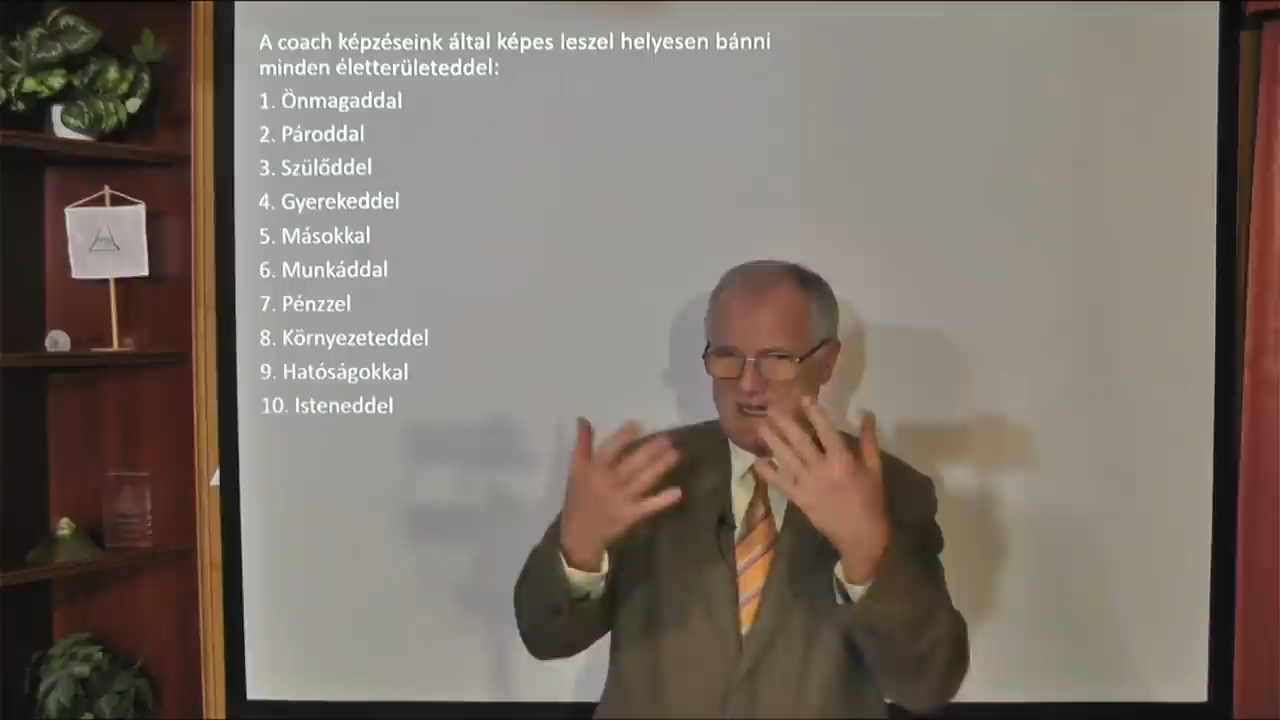 A coach képzéseink által képes leszel helyesen bánni
minden életterületeddel:
1. Önmagaddal
2. Pároddal
3. Szülőddel
4. Gyerekeddel
5. Másokkal
6. Munkáddal
7. Pénzzel
8. Környezeteddel
9. Hatóságokkal
10. Isteneddel